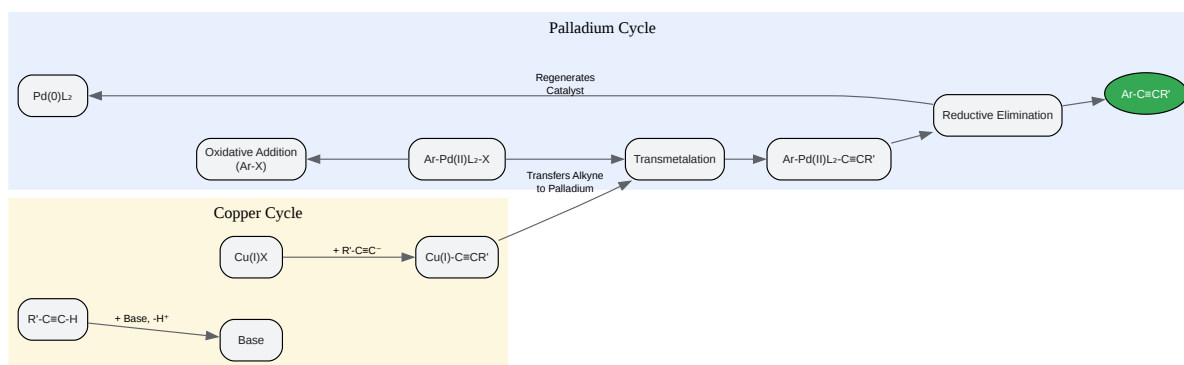 Palladium Cycle
Regenerates
Catalyst
Pd(0)L₂
Ar-C≡CR'
Reductive Elimination
Oxidative Addition
(Ar-X)
Ar-Pd(II)L₂-X
Transmetalation
Ar-Pd(II)L₂-C≡CR'
Transfers Alkyne
to Palladium
Copper Cycle
Cu(I)X
+ R'-C≡C⁻
Cu(I)-C≡CR'
R'-C≡C-H
+ Base, -H⁺
Base